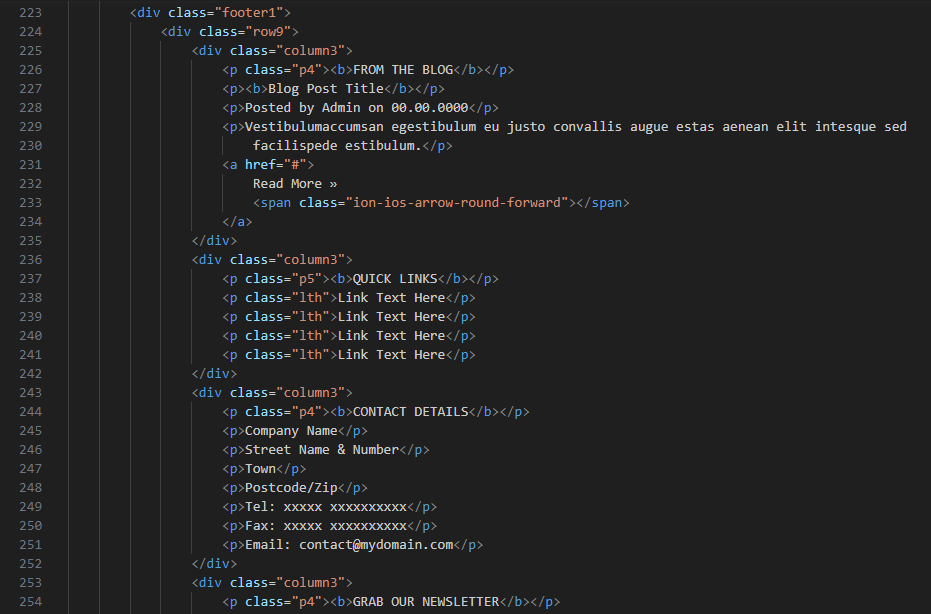 223 <div class="footer1">
224 <div class="row9">
225 <div class="column3">
226 <p class="p4"><b>FROM THE BLOG</b></p>
227 <p><b>Blog Post Title</b></p>
228 <p>Posted by Admin on 00.00.0000</p>
229 <p>Vestibulumaccumsan egestibulum eu justo convallis augue estas aenean elit intesque sed
230 facilispede estibulum.</p>
231 <a href="#">
232 Read More »
233 <span class="ion-ios-arrow-round-forward"></span>
234 </a>
235 </div>
236 <div class="column3">
237 <p class="p5"><b>QUICK LINKS</b></p>
238 <p class="lth">Link Text Here</p>
239 <p class="lth">Link Text Here</p>
240 <p class="lth">Link Text Here</p>
241 <p class="lth">Link Text Here</p>
242 </div>
243 <div class="column3">
244 <p class="p4"><b>CONTACT DETAILS</b></p>
245 <p>Company Name</p>
246 <p>Street Name & Number</p>
247 <p>Town</p>
248 <p>Postcode/Zip</p>
249 <p>Tel: xxxxx xxxxxxxxxx</p>
250 <p>Fax: xxxxx xxxxxxxxxx</p>
251 <p>Email: contact@mydomain.com</p>
252 </div>
253 <div class="column3">
254 <p class="p4"><b>GRAB OUR NEWSLETTER</b></p>